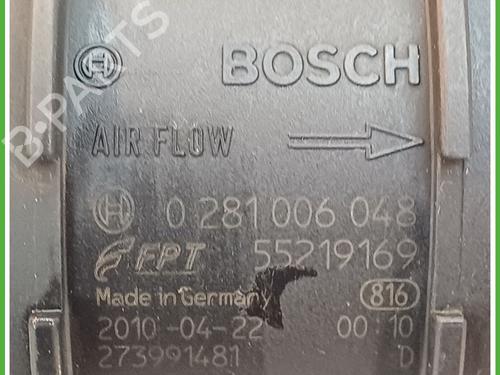 BOSCH
AIR FLOW
0 281 006 048
FPT 55219169
Made in Germany 816
2010-04-22 00:10
273991481 D
B-PARTS